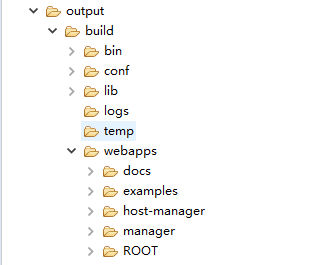 output
build
bin
conf
lib
logs
temp
webapps
docs
examples
host-manager
manager
ROOT